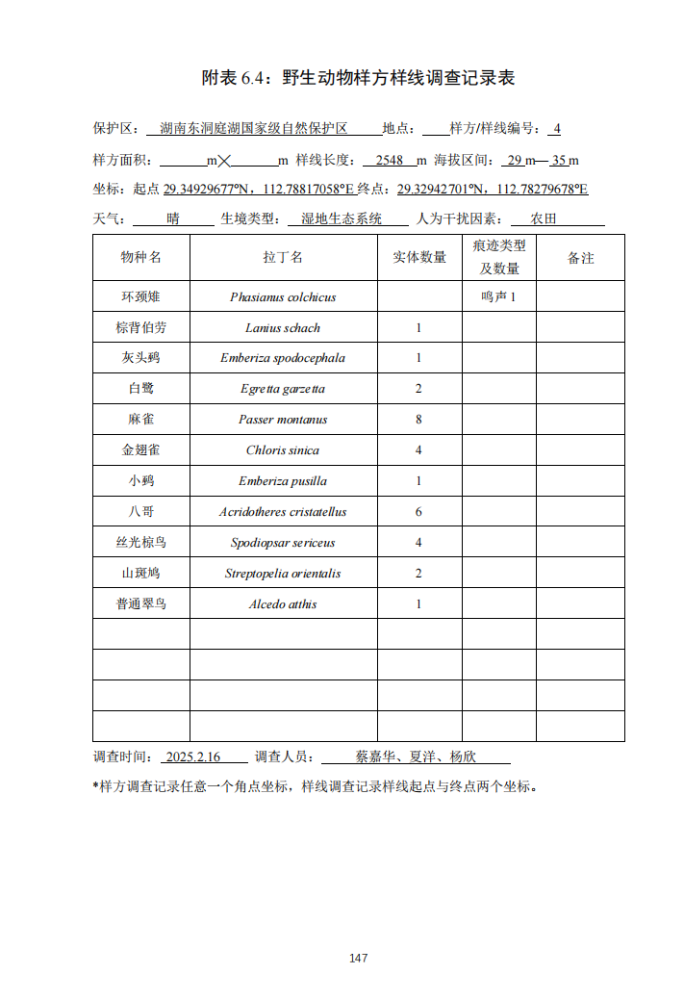 附表 6.4：野生动物样方样线调查记录表
保护区： 湖南东洞庭湖国家级自然保护区 地点： 样方/样线编号： 4
样方面积： m╳ m 样线长度： 2548 m 海拔区间： 29 m— 35 m
坐标：起点 29.34929677°N，112.78817058°E 终点：29.32942701°N，112.78279678°E
天气： 晴 生境类型： 湿地生态系统 人为干扰因素： 农田
物种名 拉丁名 实体数量 痕迹类型及数量 备注
环颈雉 Phasianus colchicus 鸣声 1
棕背伯劳 Lanius schach 1
灰头鹀 Emberiza spodocephala 1
白鹭 Egretta garzetta 2
麻雀 Passer montanus 8
金翅雀 Chloris sinica 4
小鹀 Emberiza pusilla 1
八哥 Acridotheres cristatellus 6
丝光椋鸟 Spodiopsar sericeus 4
山斑鸠 Streptopelia orientalis 2
普通翠鸟 Alcedo atthis 1
调查时间： 2025.2.16 调查人员： 蔡嘉华、夏洋、杨欣
*样方调查记录任意一个角点坐标，样线调查记录样线起点与终点两个坐标。
147